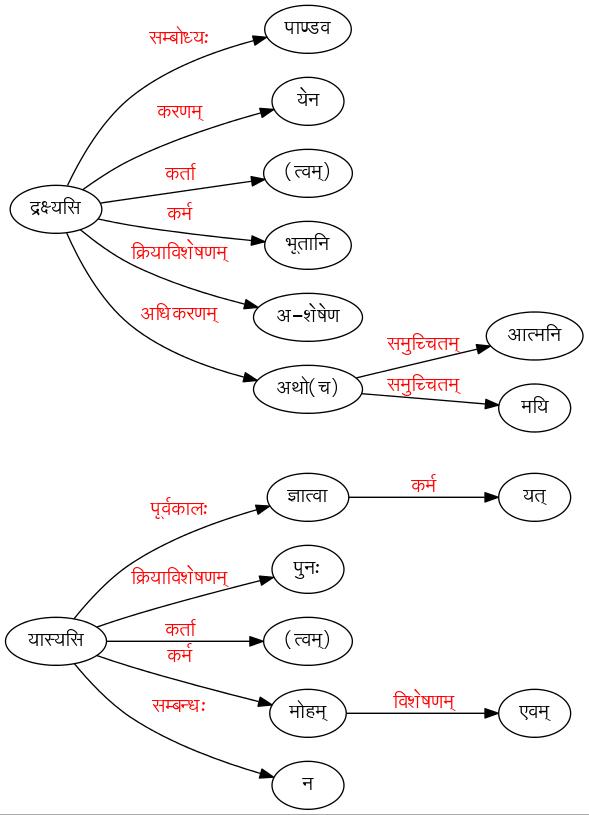 पाण्डव
सम्बोध्यः
येन
करणम्
कर्ता
(त्वम्)
द्रक्ष्यसि
कर्म
भूतानि
क्रियाविशेषणम्
अ-शेषेण
अधिकरणम्
अथो(च)
समुच्चितम्
आत्मनि
समुच्चितम्
मयि
पूर्वकालः
ज्ञात्वा
कर्म
यत्
क्रियाविशेषणम्
पुनः
यास्यसि
कर्ता
(त्वम्)
कर्म
मोहम्
विशेषणम्
एवम्
सम्बन्धः
न